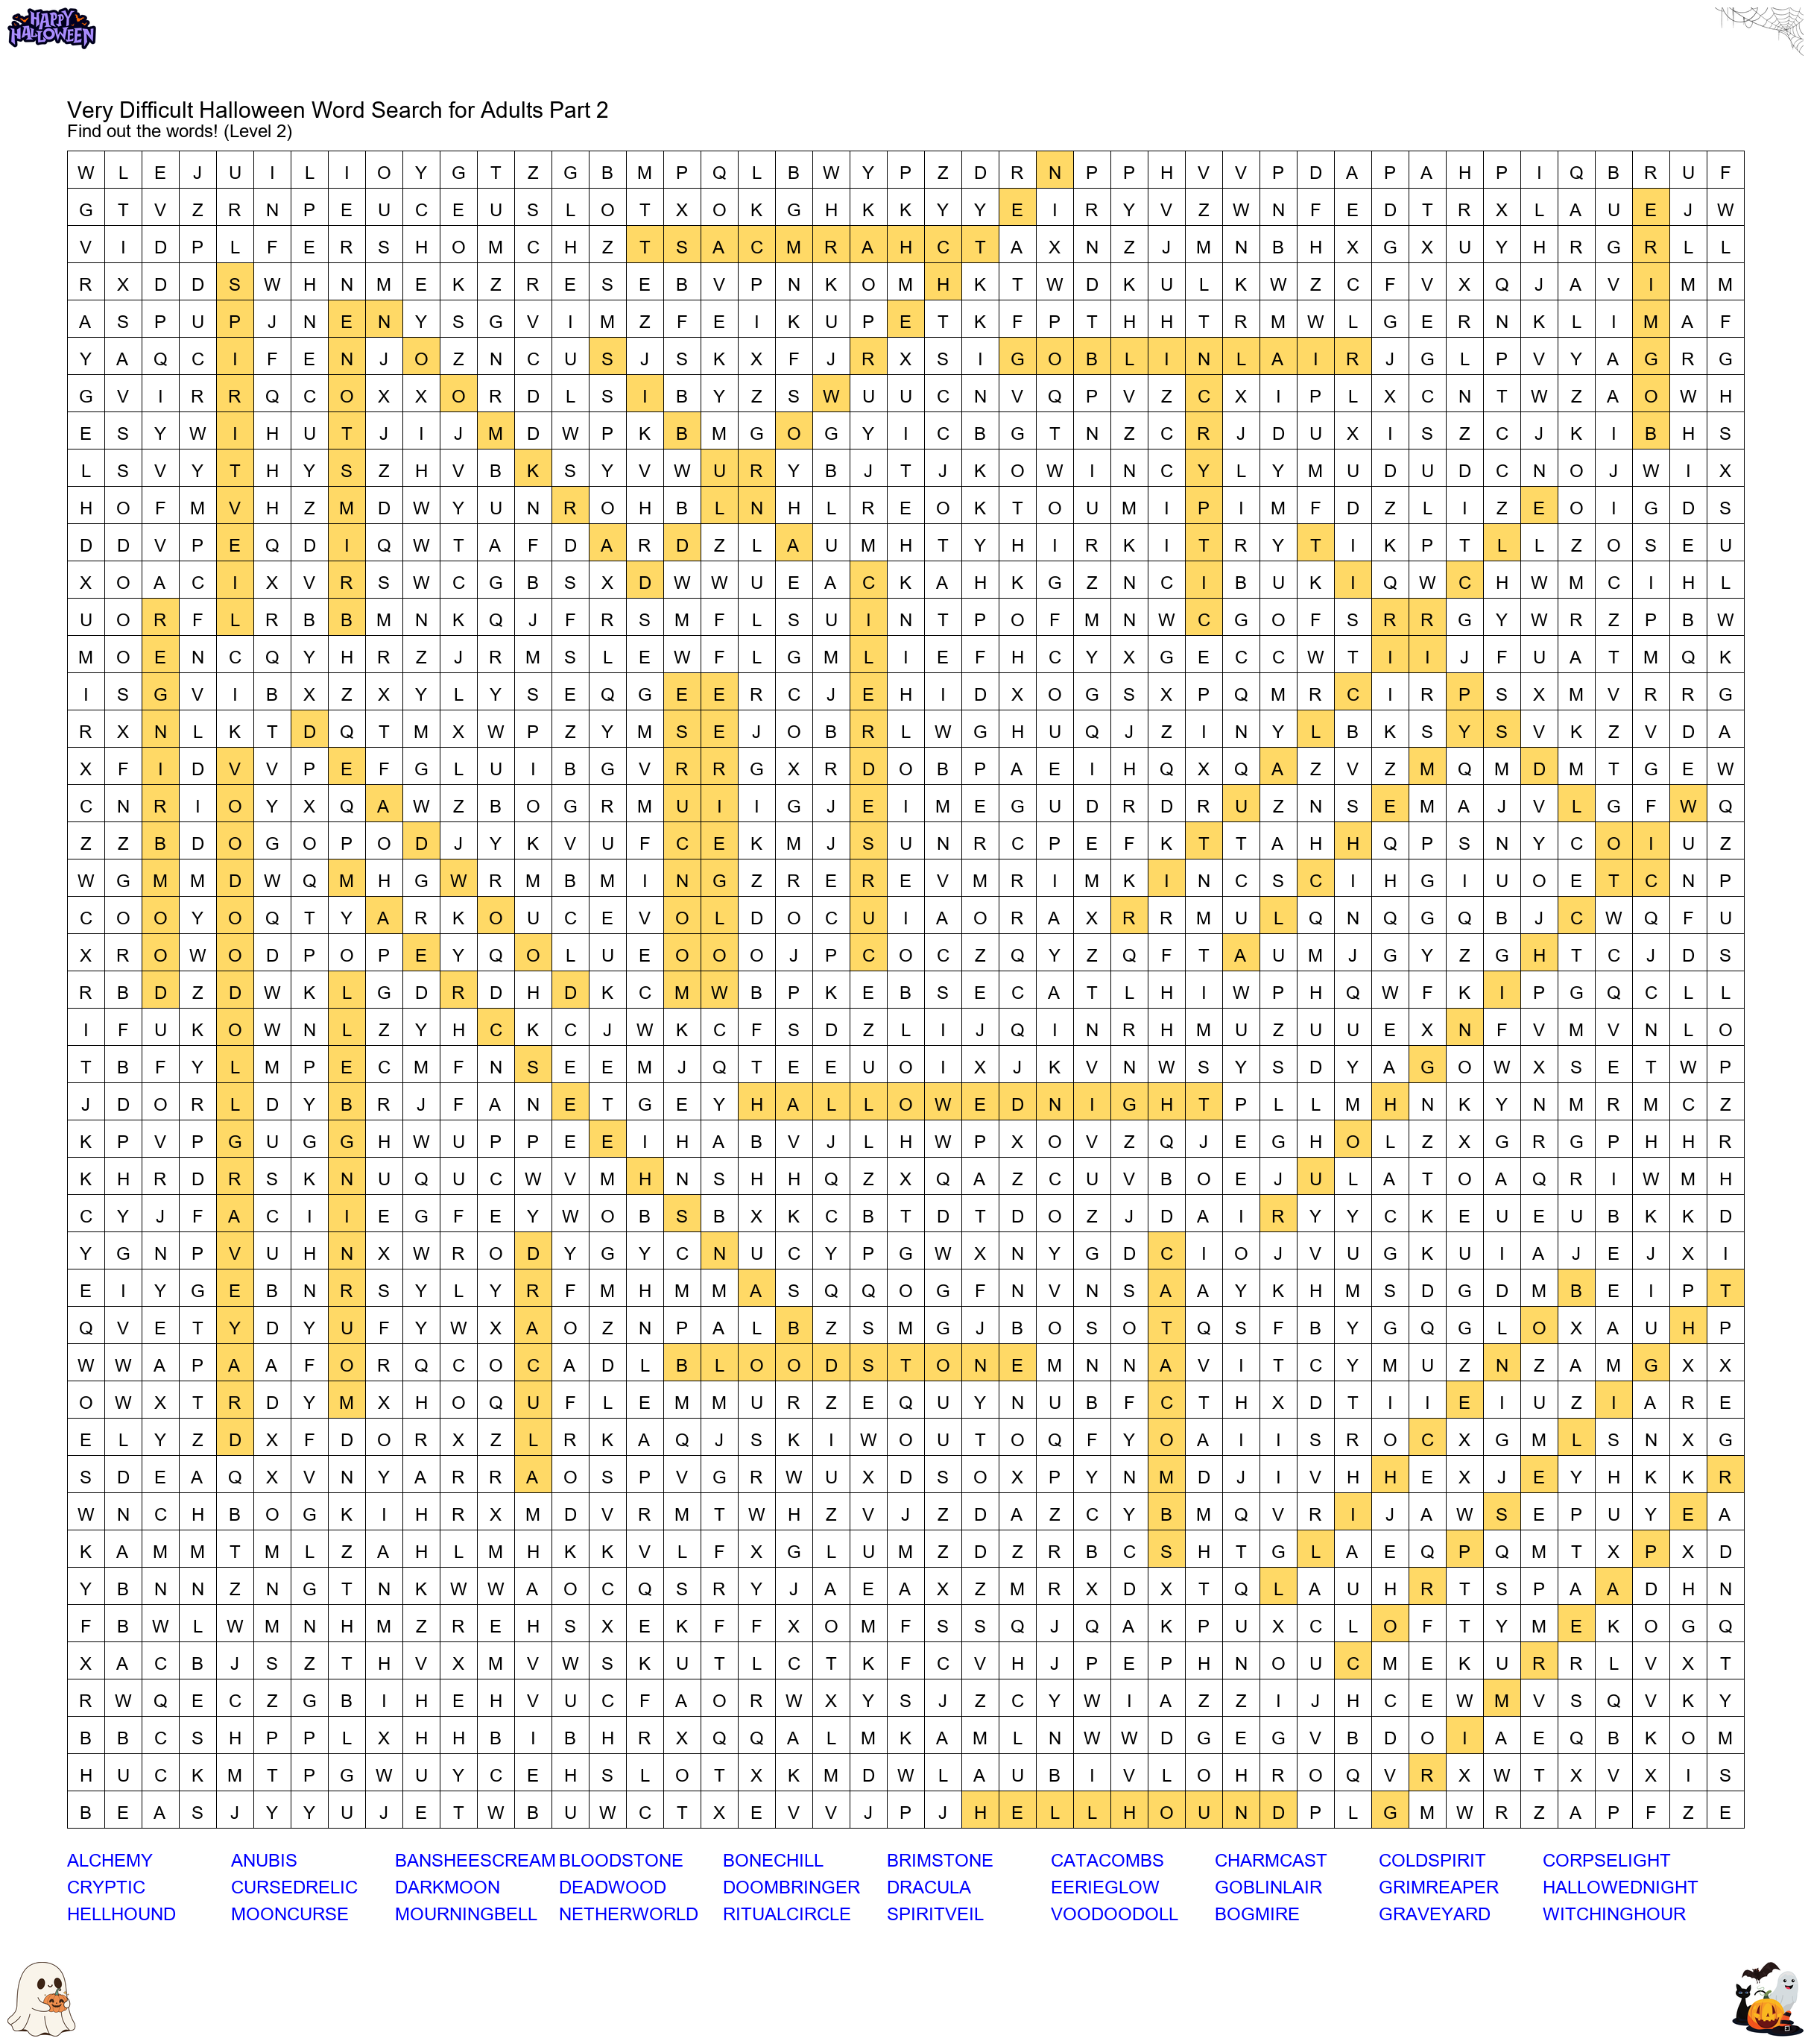 HAPPY
HALLOWEEN
Very Difficult Halloween Word Search for Adults Part 2
Find out the words! (Level 2)
W L E J U I L I O Y G T Z G B M P Q L B W Y P Z D R N P P H V V P D A P A H P I Q B R U F
G T V Z R N P E U C E U S L O T X O K G H K K Y Y E I R Y V Z W N F E D T R X L A U E J W
V I D P L F E R S H O M C H Z T S A C M R A H C T A X N Z J M N B H X G X U Y H R G R L L
R X D D S W H N M E K Z R E S E B V P N K O M H K T W D K U L K W Z C F V X Q J A V I M M
A S P U P J N E N Y S G V I M Z F E I K U P E T K F P T H H T R M W L G E R N K L I M A F
Y A Q C I F E N J O Z N C U S J S K X F J R X S I G O B L I N L A I R J G L P V Y A G R G
G V I R R Q C O X X O R D L S I B Y Z S W U U C N V Q P V Z C X I P L X C N T W Z A O W H
E S Y W I H U T J I J M D W P K B M G O G Y I C B G T N Z C R J D U X I S Z C J K I B H S
L S V Y T H Y S Z H V B K S Y V W U R Y B J T J K O W I N C Y L Y M U D U D C N O J W I X
H O F M V H Z M D W Y U N R O H B L N H L R E O K T O U M I P I M F D Z L I Z E O I G D S
D D V P E Q D I Q W T A F D A R D Z L A U M H T Y H I R K I T R Y T I K P T L L Z O S E U
X O A C I X V R S W C G B S X D W W U E A C K A H K G Z N C I B U K I Q W C H W M C I H L
U O R F L R B B M N K Q J F R S M F L S U I N T P O F M N W C G O F S R R G Y W R Z P B W
M O E N C Q Y H R Z J R M S L E W F L G M L I E F H C Y X G E C C W T I I J F U A T M Q K
I S G V I B X Z X Y L Y S E Q G E E R C J E H I D X O G S X P Q M R C I R P S X M V R R G
R X N L K T D Q T M X W P Z Y M S E J O B R L W G H U Q J Z I N Y L B K S Y S V K Z V D A
X F I D V V P E F G L U I B G V R R G X R D O B P A E I H Q X Q A Z V Z M Q M D M T G E W
C N R I O Y X Q A W Z B O G R M U I I G J E I M E G U D R D R U Z N S E M A J V L G F W Q
Z Z B D O G O P O D J Y K V U F C E K M J S U N R C P E F K T T A H H Q P S N Y C O I U Z
W G M M D W Q M H G W R M B M I N G Z R E R E V M R I M K I N C S C I H G I U O E T C N P
C O O Y O Q T Y A R K O U C E V O L D O C U I A O R A X R R M U L Q N Q G Q B J C W Q F U
X R O W O D P O P E Y Q O L U E O O O J P C O C Z Q Y Z Q F T A U M J G Y Z G H T C J D S
R B D Z D W K L G D R D H D K C M W B P K E B S E C A T L H I W P H Q W F K I P G Q C L L
I F U K O W N L Z Y H C K C J W K C F S D Z L I J Q I N R H M U Z U U E X N F V M V N L O
T B F Y L M P E C M F N S E E M J Q T E E U O I X J K V N W S Y S D Y A G O W X S E T W P
J D O R L D Y B R J F A N E T G E Y H A L L O W E D N I G H T P L L M H N K Y N M R M C Z
K P V P G U G G H W U P P E E I H A B V J L H W P X O V Z Q J E G H O L Z X G R G P H H R
K H R D R S K N U Q U C W V M H N S H H Q Z X Q A Z C U V B O E J U L A T O A Q R I W M H
C Y J F A C I I E G F E Y W O B S B X K C B T D T D O Z J D A I R Y Y C K E U E U B K K D
Y G N P V U H N X W R O D Y G Y C N U C Y P G W X N Y G D C I O J V U G K U I A J E J X I
E I Y G E B N R S Y L Y R F M H M M A S Q Q O G F N V N S A A Y K H M S D G D M B E I P T
Q V E T Y D Y U F Y W X A O Z N P A L B Z S M G J B O S O T Q S F B Y G Q G L O X A U H P
W W A P A A F O R Q C O C A D L B L O O D S T O N E M N N A V I T C Y M U Z N Z A M G X X
O W X T R D Y M X H O Q U F L E M M U R Z E Q U Y N U B F C T H X D T I I E I U Z I A R E
E L Y Z D X F D O R X Z L R K A Q J S K I W O U T O Q F Y O A I I S R O C X G M L S N X G
S D E A Q X V N Y A R R A O S P V G R W U X D S O X P Y N M D J I V H H E X J E Y H K K R
W N C H B O G K I H R X M D V R M T W H Z V J Z D A Z C Y B M Q V R I J A W S E P U Y E A
K A M M T M L Z A H L M H K K V L F X G L U M Z D Z R B C S H T G L A E Q P Q M T X P X D
Y B N N Z N G T N K W W A O C Q S R Y J A E A X Z M R X D X T Q L A U H R T S P A A D H N
F B W L W M N H M Z R E H S X E K F F X O M F S S Q J Q A K P U X C L O F T Y M E K O G Q
X A C B J S Z T H V X M V W S K U T L C T K F C V H J P E P H N O U C M E K U R R L V X T
R W Q E C Z G B I H E H V U C F A O R W X Y S J Z C Y W I A Z Z I J H C E W M V S Q V K Y
B B C S H P P L X H H B I B H R X Q Q A L M K A M L N W W D G E G V B D O I A E Q B K O M
H U C K M T P G W U Y C E H S L O T X K M D W L A U B I V L O H R O Q V R X W T X V X I S
B E A S J Y Y U J E T W B U W C T X E V V J P J H E L L H O U N D P L G M W R Z A P F Z E
ALCHEMY ANUBIS BANSHEESCREAM BLOODSTONE BONECHILL BRIMSTONE CATACOMBS CHARMCAST COLDSPIRIT CORPSELIGHT
CRYPTIC CURSEDRELIC DARKMOON DEADWOOD DOOMBRINGER DRACULA EERIEGLOW GOBLINLAIR GRIMREAPER HALLOWEDNIGHT
HELLHOUND MOONCURSE MOURNINGBELL NETHERWORLD RITUALCIRCLE SPIRITVEIL VOODOODOLL BOGMIRE GRAVEYARD WITCHINGHOUR